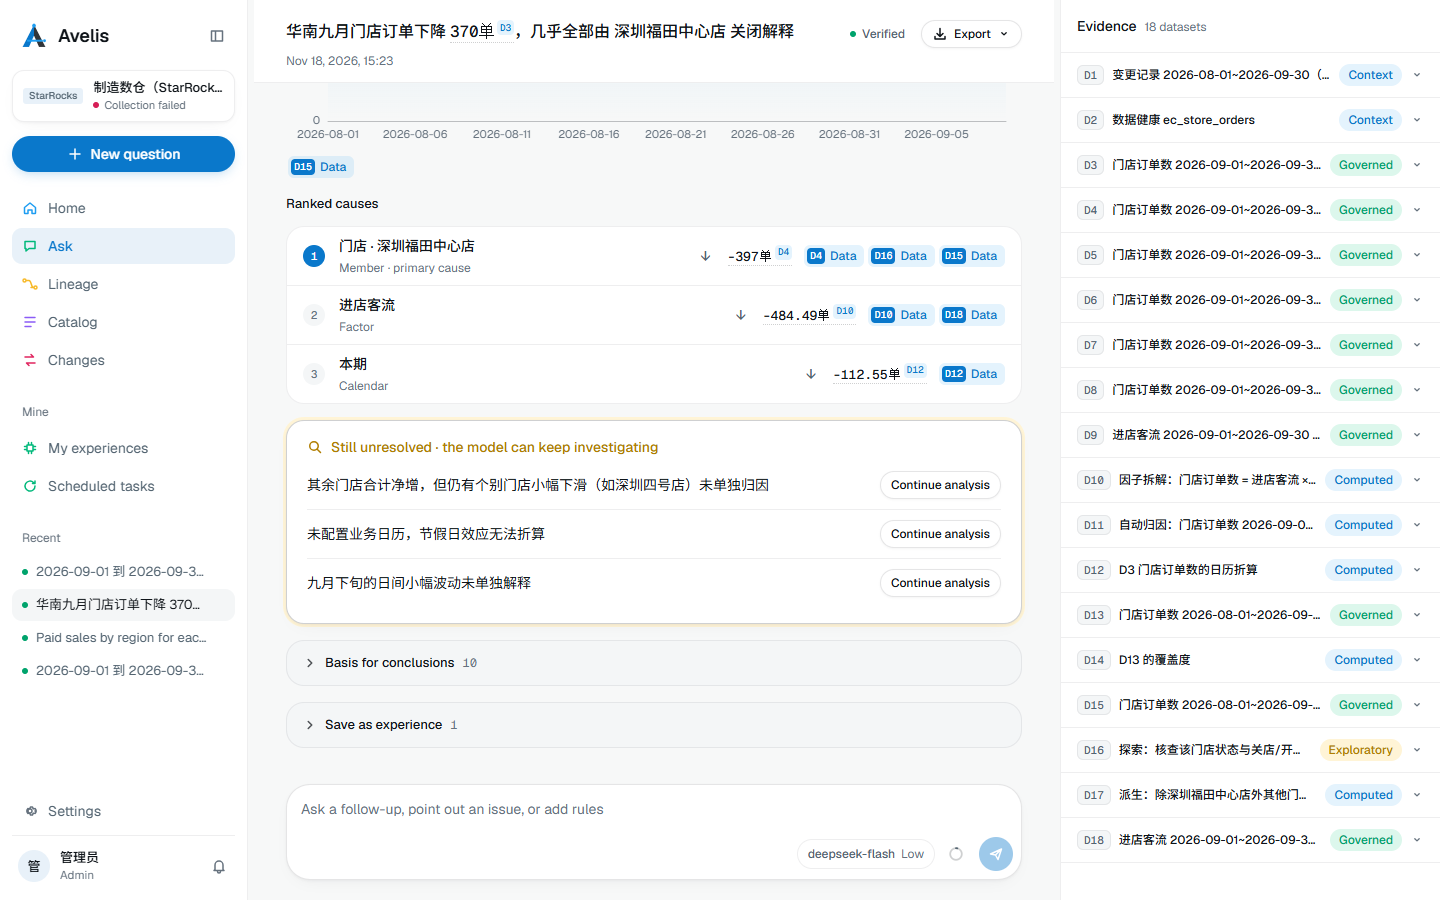 Avelis
StarRocks
制造数仓（StarRock...
Collection failed
New question
Home
Ask
Lineage
Catalog
Changes
Mine
My experiences
Scheduled tasks
Recent
2026-09-01 到 2026-09-3...
华南九月门店订单下降 370...
Paid sales by region for eac...
2026-09-01 到 2026-09-3...
Settings
管
管理员
Admin
华南九月门店订单下降 370单 D3，几乎全部由 深圳福田中心店 关闭解释
Nov 18, 2026, 15:23
Verified
Export
0
2026-08-01 2026-08-06 2026-08-11 2026-08-16 2026-08-21 2026-08-26 2026-08-31 2026-09-05
D15 Data
Ranked causes
1
门店 · 深圳福田中心店
Member · primary cause
-397单 D4
D4 Data
D16 Data
D15 Data
2
进店客流
Factor
-484.49单 D10
D10 Data
D18 Data
3
本期
Calendar
-112.55单 D12
D12 Data
Still unresolved · the model can keep investigating
其余门店合计净增，但仍有个别门店小幅下滑（如深圳四号店）未单独归因
Continue analysis
未配置业务日历，节假日效应无法折算
Continue analysis
九月下旬的日间小幅波动未单独解释
Continue analysis
Basis for conclusions 10
Save as experience 1
Ask a follow-up, point out an issue, or add rules
deepseek-flash Low
Evidence 18 datasets
D1 变更记录 2026-08-01~2026-09-30（... Context
D2 数据健康 ec_store_orders Context
D3 门店订单数 2026-09-01~2026-09-3... Governed
D4 门店订单数 2026-09-01~2026-09-3... Governed
D5 门店订单数 2026-09-01~2026-09-3... Governed
D6 门店订单数 2026-09-01~2026-09-3... Governed
D7 门店订单数 2026-09-01~2026-09-3... Governed
D8 门店订单数 2026-09-01~2026-09-3... Governed
D9 进店客流 2026-09-01~2026-09-30 ... Governed
D10 因子拆解：门店订单数 = 进店客流 ×... Computed
D11 自动归因：门店订单数 2026-09-0... Computed
D12 D3 门店订单数的日历折算 Computed
D13 门店订单数 2026-08-01~2026-09-... Governed
D14 D13 的覆盖度 Computed
D15 门店订单数 2026-08-01~2026-09-... Governed
D16 探索：核查该门店状态与关店/开... Exploratory
D17 派生：除深圳福田中心店外其他门... Computed
D18 进店客流 2026-09-01~2026-09-3... Governed